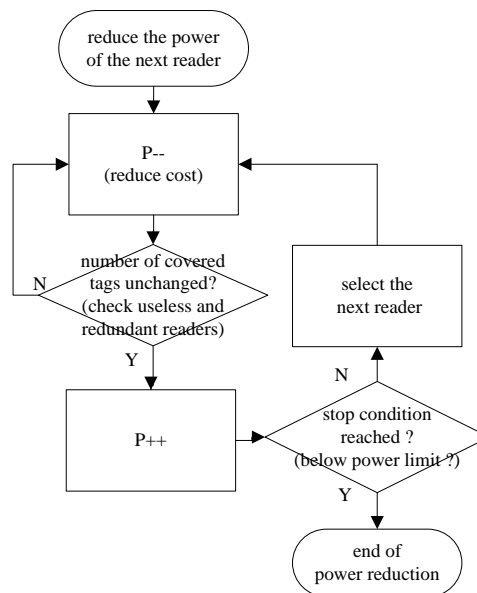 reduce the power
of the next reader
P--
(reduce cost)
number of covered
tags unchanged?
(check useless and
redundant readers)
N
Y
select the
next reader
P++
N
stop condition
reached ?
(below power limit ?)
Y
end of
power reduction